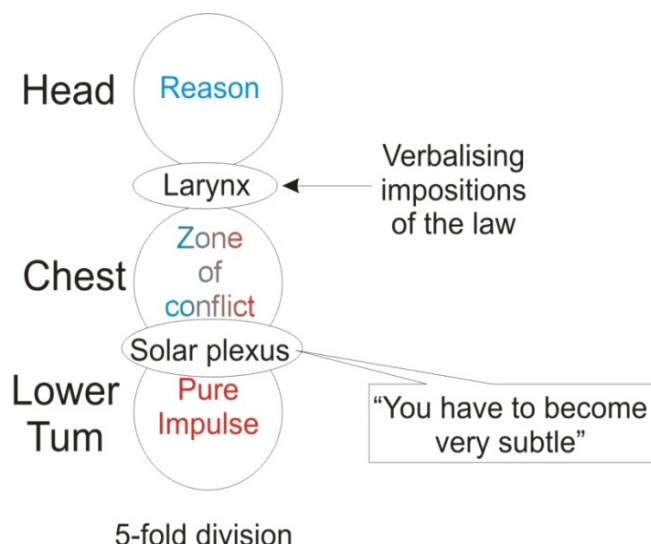 Head
Reason
Larynx
Verbalising
impositions
of the law
Chest
Zone
of
conflict
Solar plexus
Lower
Tum
Pure
Impulse
“You have to become
very subtle”
5-fold division